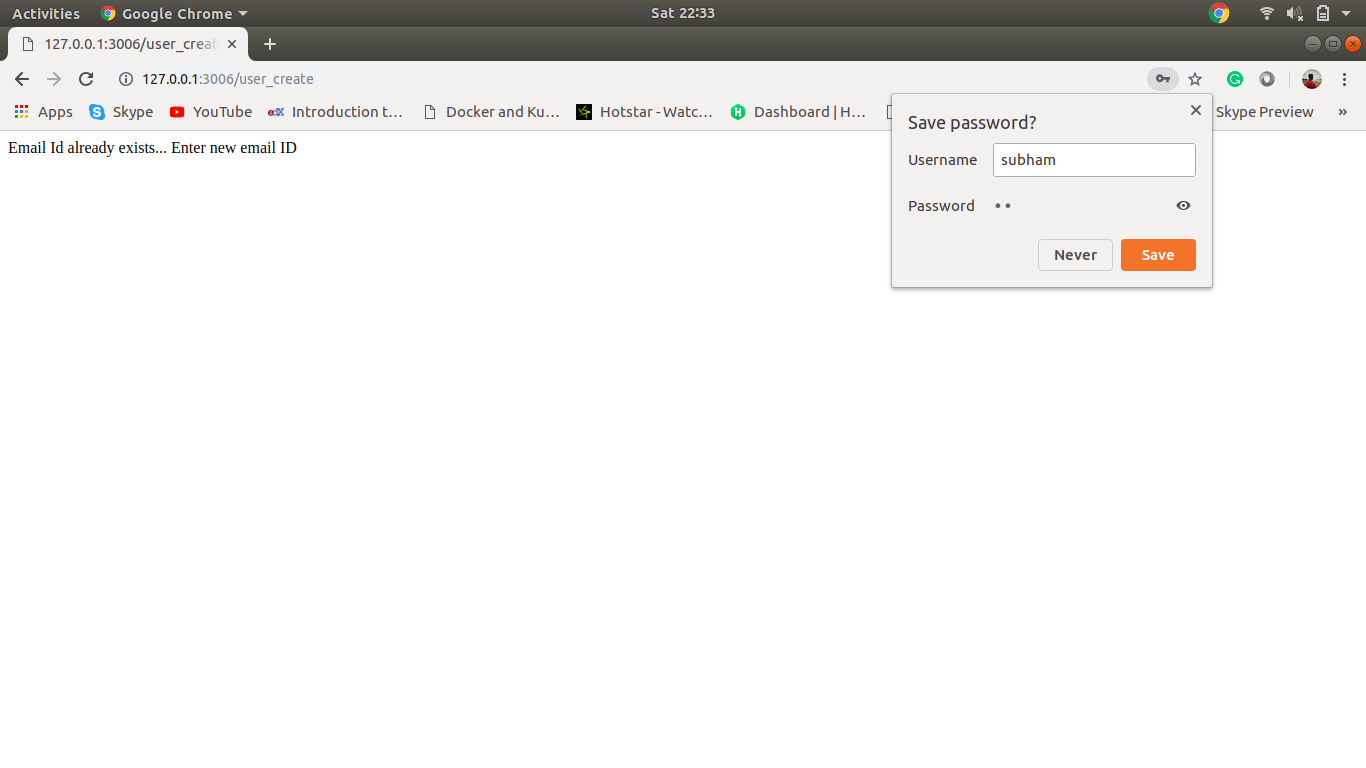 Activities Google Chrome Sat 22:33
127.0.0.1:3006/user_creat
127.0.0.1:3006/user_create
Apps Skype YouTube edX Introduction t... Docker and Ku... Hotstar - Watc... Dashboard | H... Skype Preview »
Email Id already exists... Enter new email ID
Save password?
Username subham
Password ••
Never Save